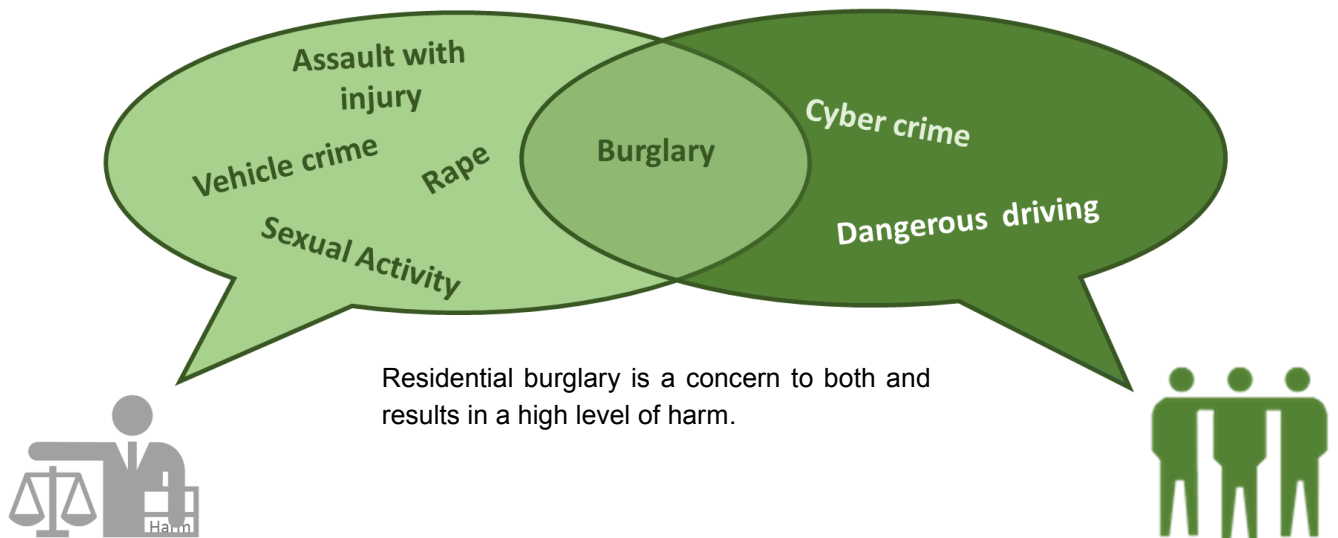 Assault with
injury
Vehicle crime
Rape
Sexual Activity
Burglary
Cyber crime
Dangerous driving
Residential burglary is a concern to both and
results in a high level of harm.
Harm